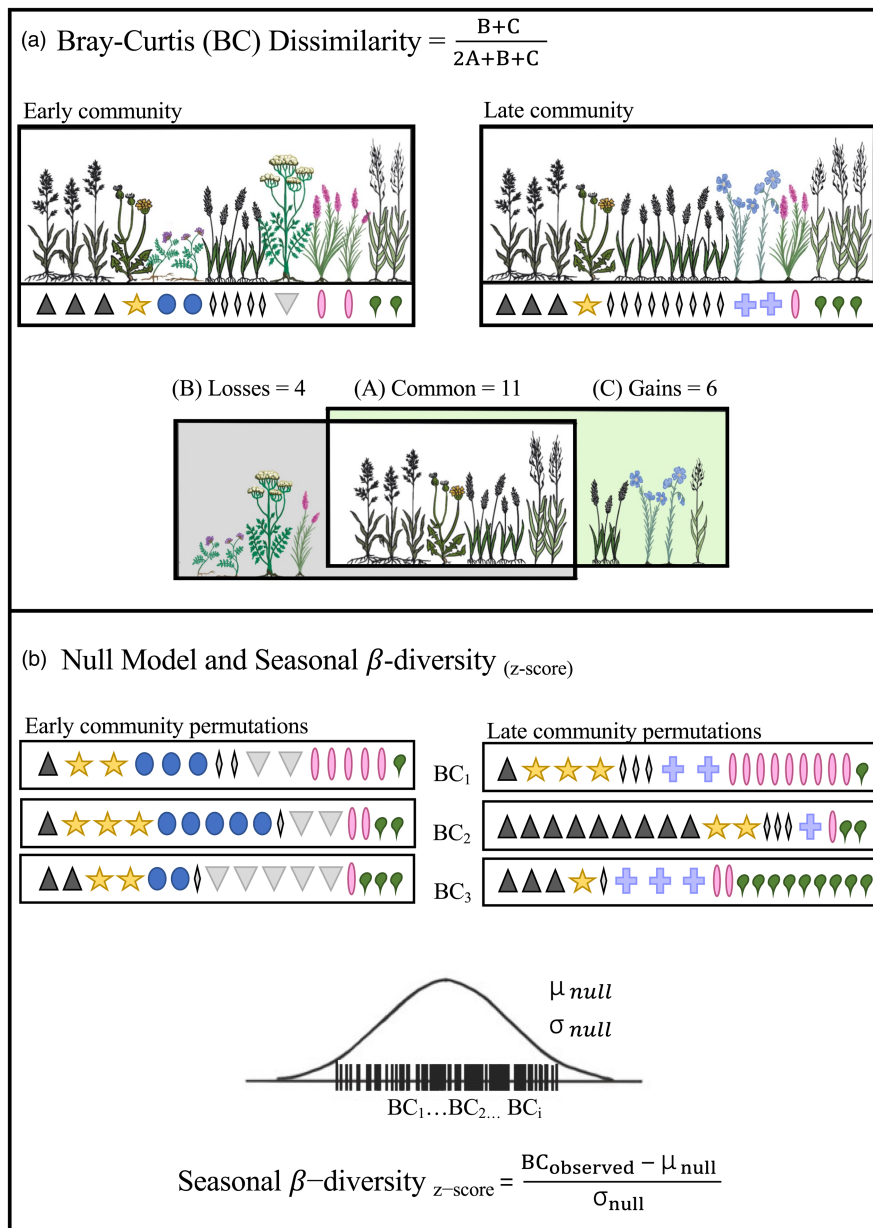 (a) Bray-Curtis (BC) Dissimilarity = B+C / 2A+B+C
Early community
Late community
(B) Losses = 4
(A) Common = 11
(C) Gains = 6
(b) Null Model and Seasonal β-diversity (z-score)
Early community permutations
Late community permutations
BC1
BC2
BC3
μ null
σ null
BC1...BC2... BCi
Seasonal β−diversity z−score = BCobserved − μnull / σnull